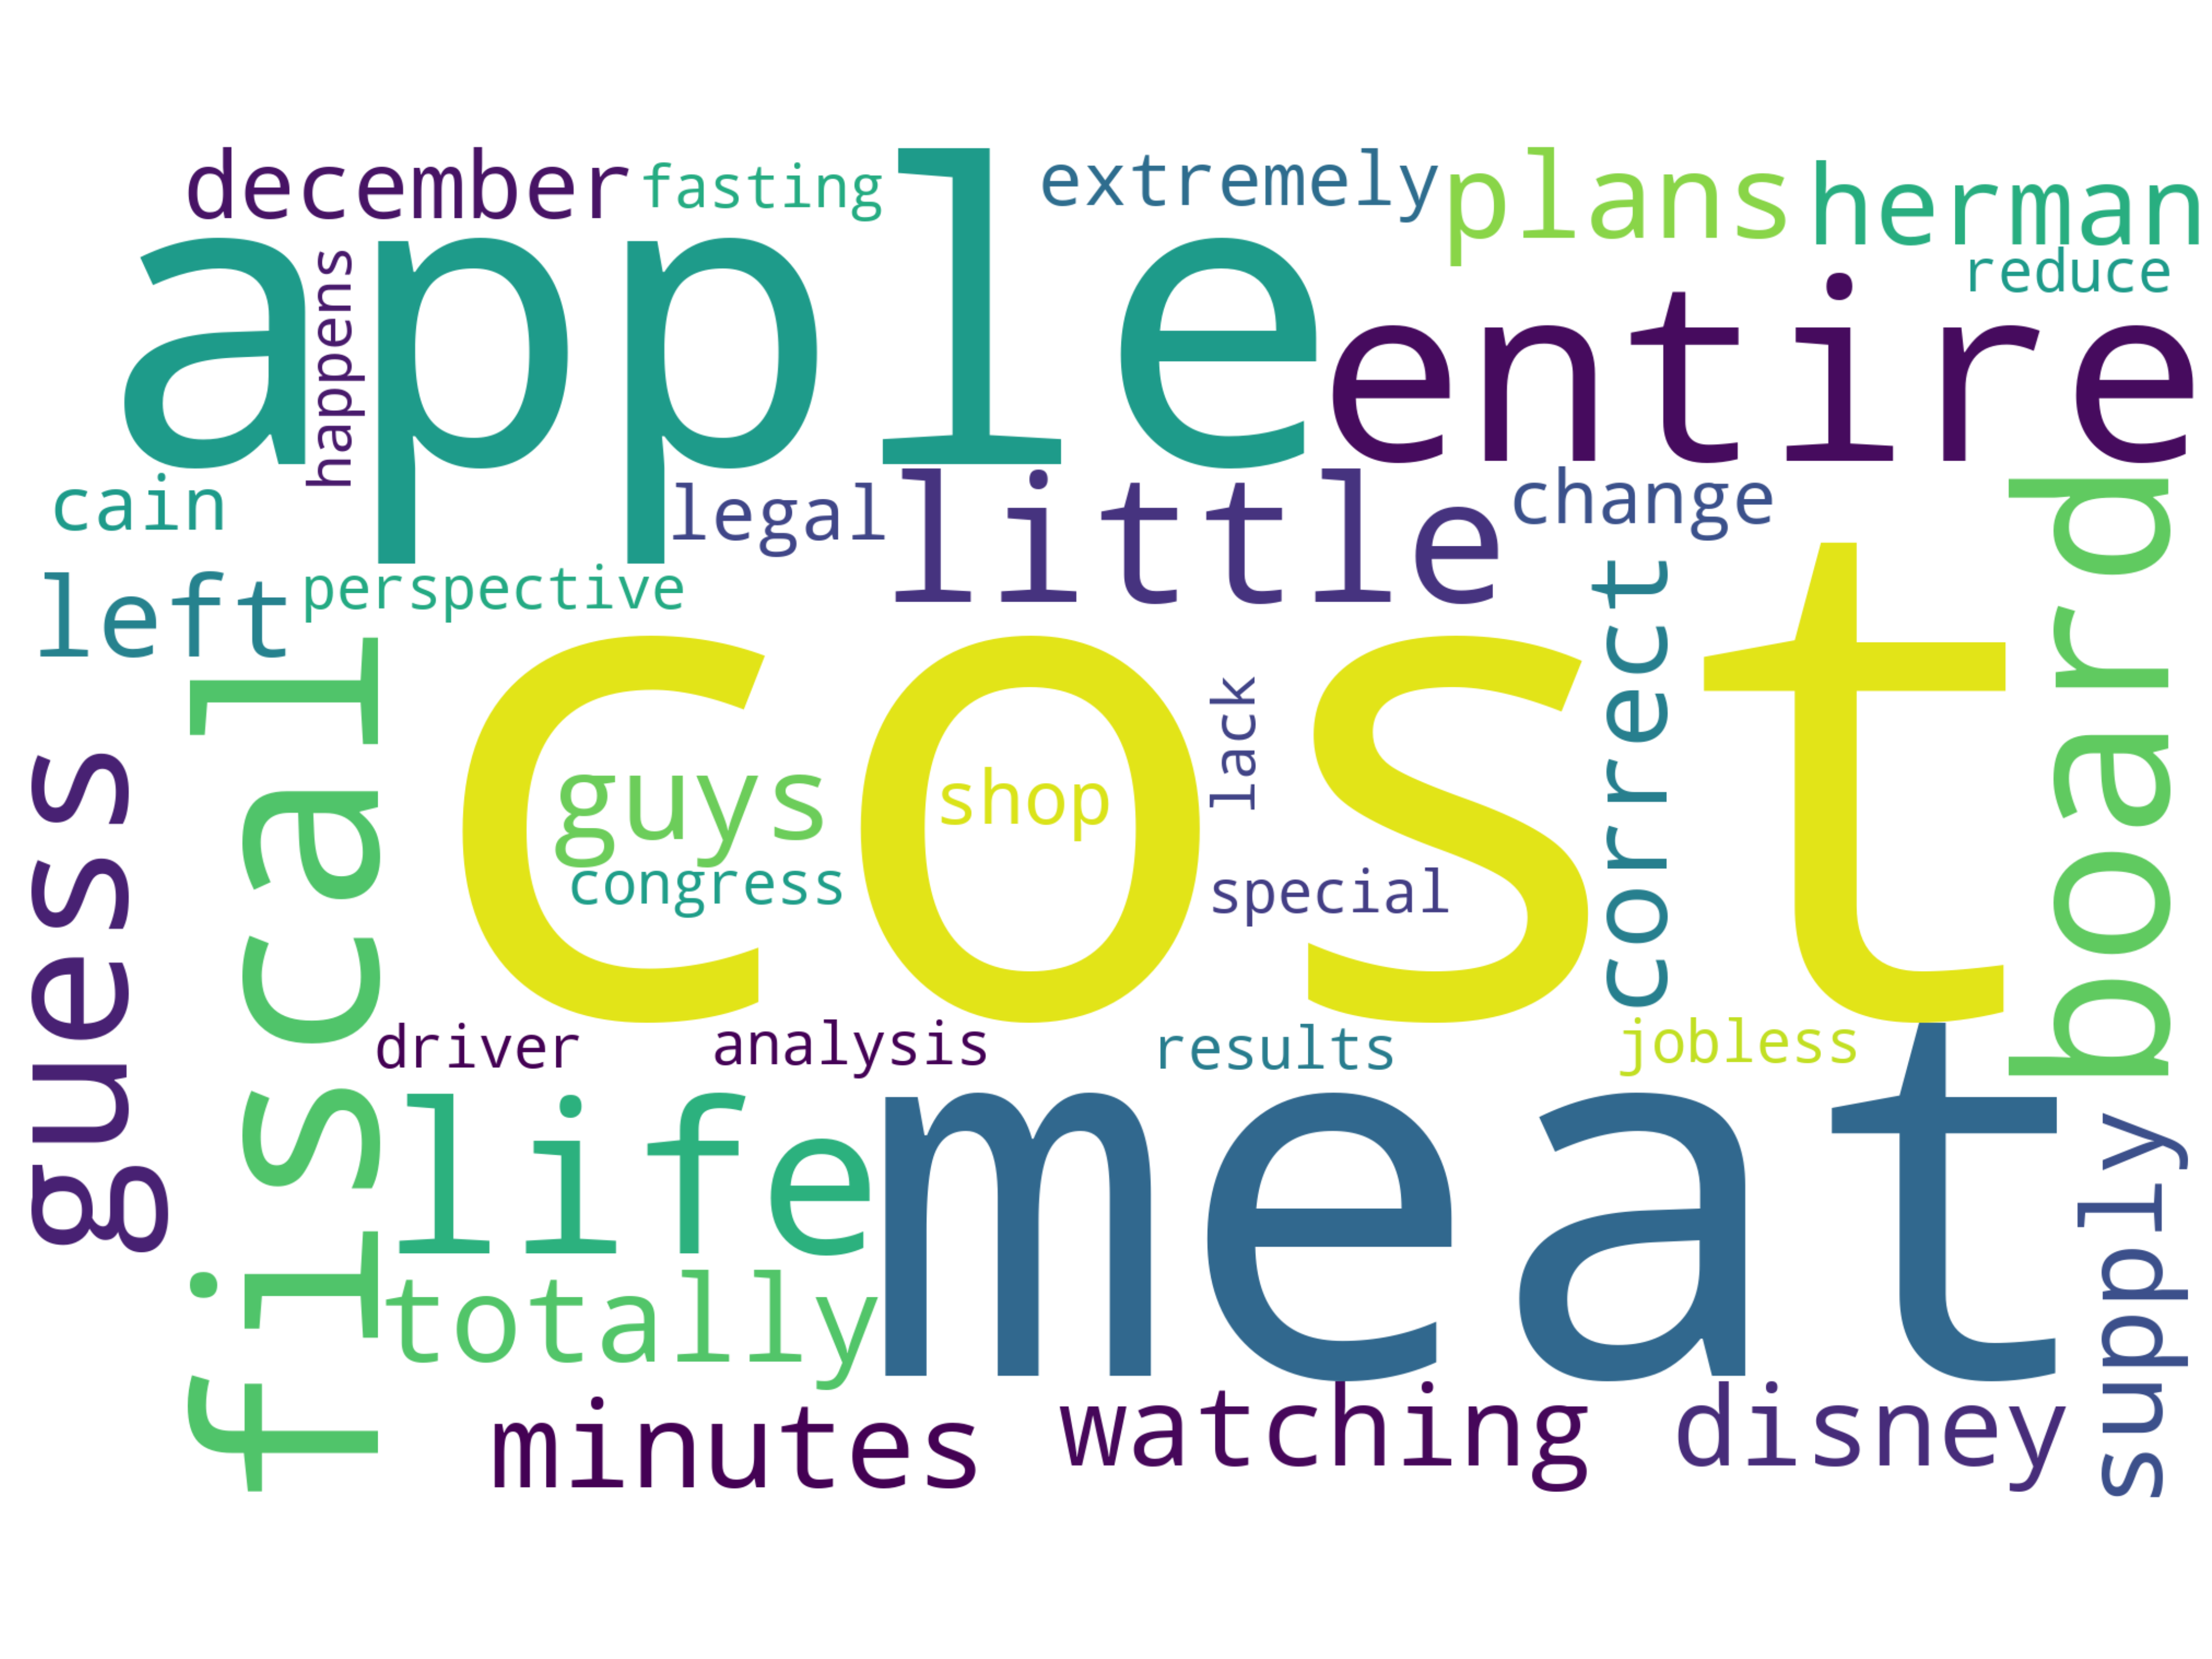 december
fasting
extremely
plans
herman
reduce
apple
happens
entire
cain
legal
little
change
left
perspective
cost
correct
board
lack
guys
shop
congress
special
guess
fiscal
driver
analysis
results
jobless
life
meat
supply
totally
minutes
watching
disney